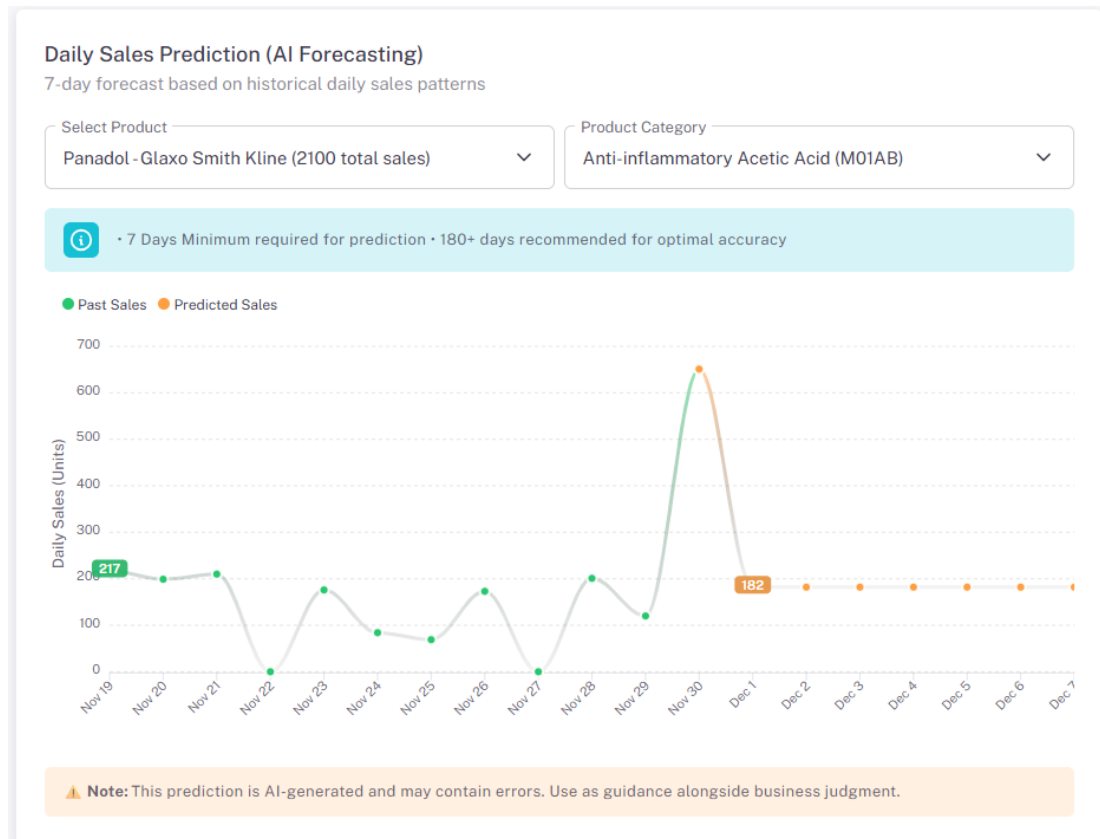 Daily Sales Prediction (AI Forecasting)
7-day forecast based on historical daily sales patterns
Select Product
Panadol - Glaxo Smith Kline (2100 total sales)
Product Category
Anti-inflammatory Acetic Acid (M01AB)
• 7 Days Minimum required for prediction • 180+ days recommended for optimal accuracy
Past Sales
Predicted Sales
Daily Sales (Units)
700
600
500
400
300
200
100
0
217
182
Nov 19
Nov 20
Nov 21
Nov 22
Nov 23
Nov 24
Nov 25
Nov 26
Nov 27
Nov 28
Nov 29
Nov 30
Dec 1
Dec 2
Dec 3
Dec 4
Dec 5
Dec 6
Dec 7
Note: This prediction is AI-generated and may contain errors. Use as guidance alongside business judgment.